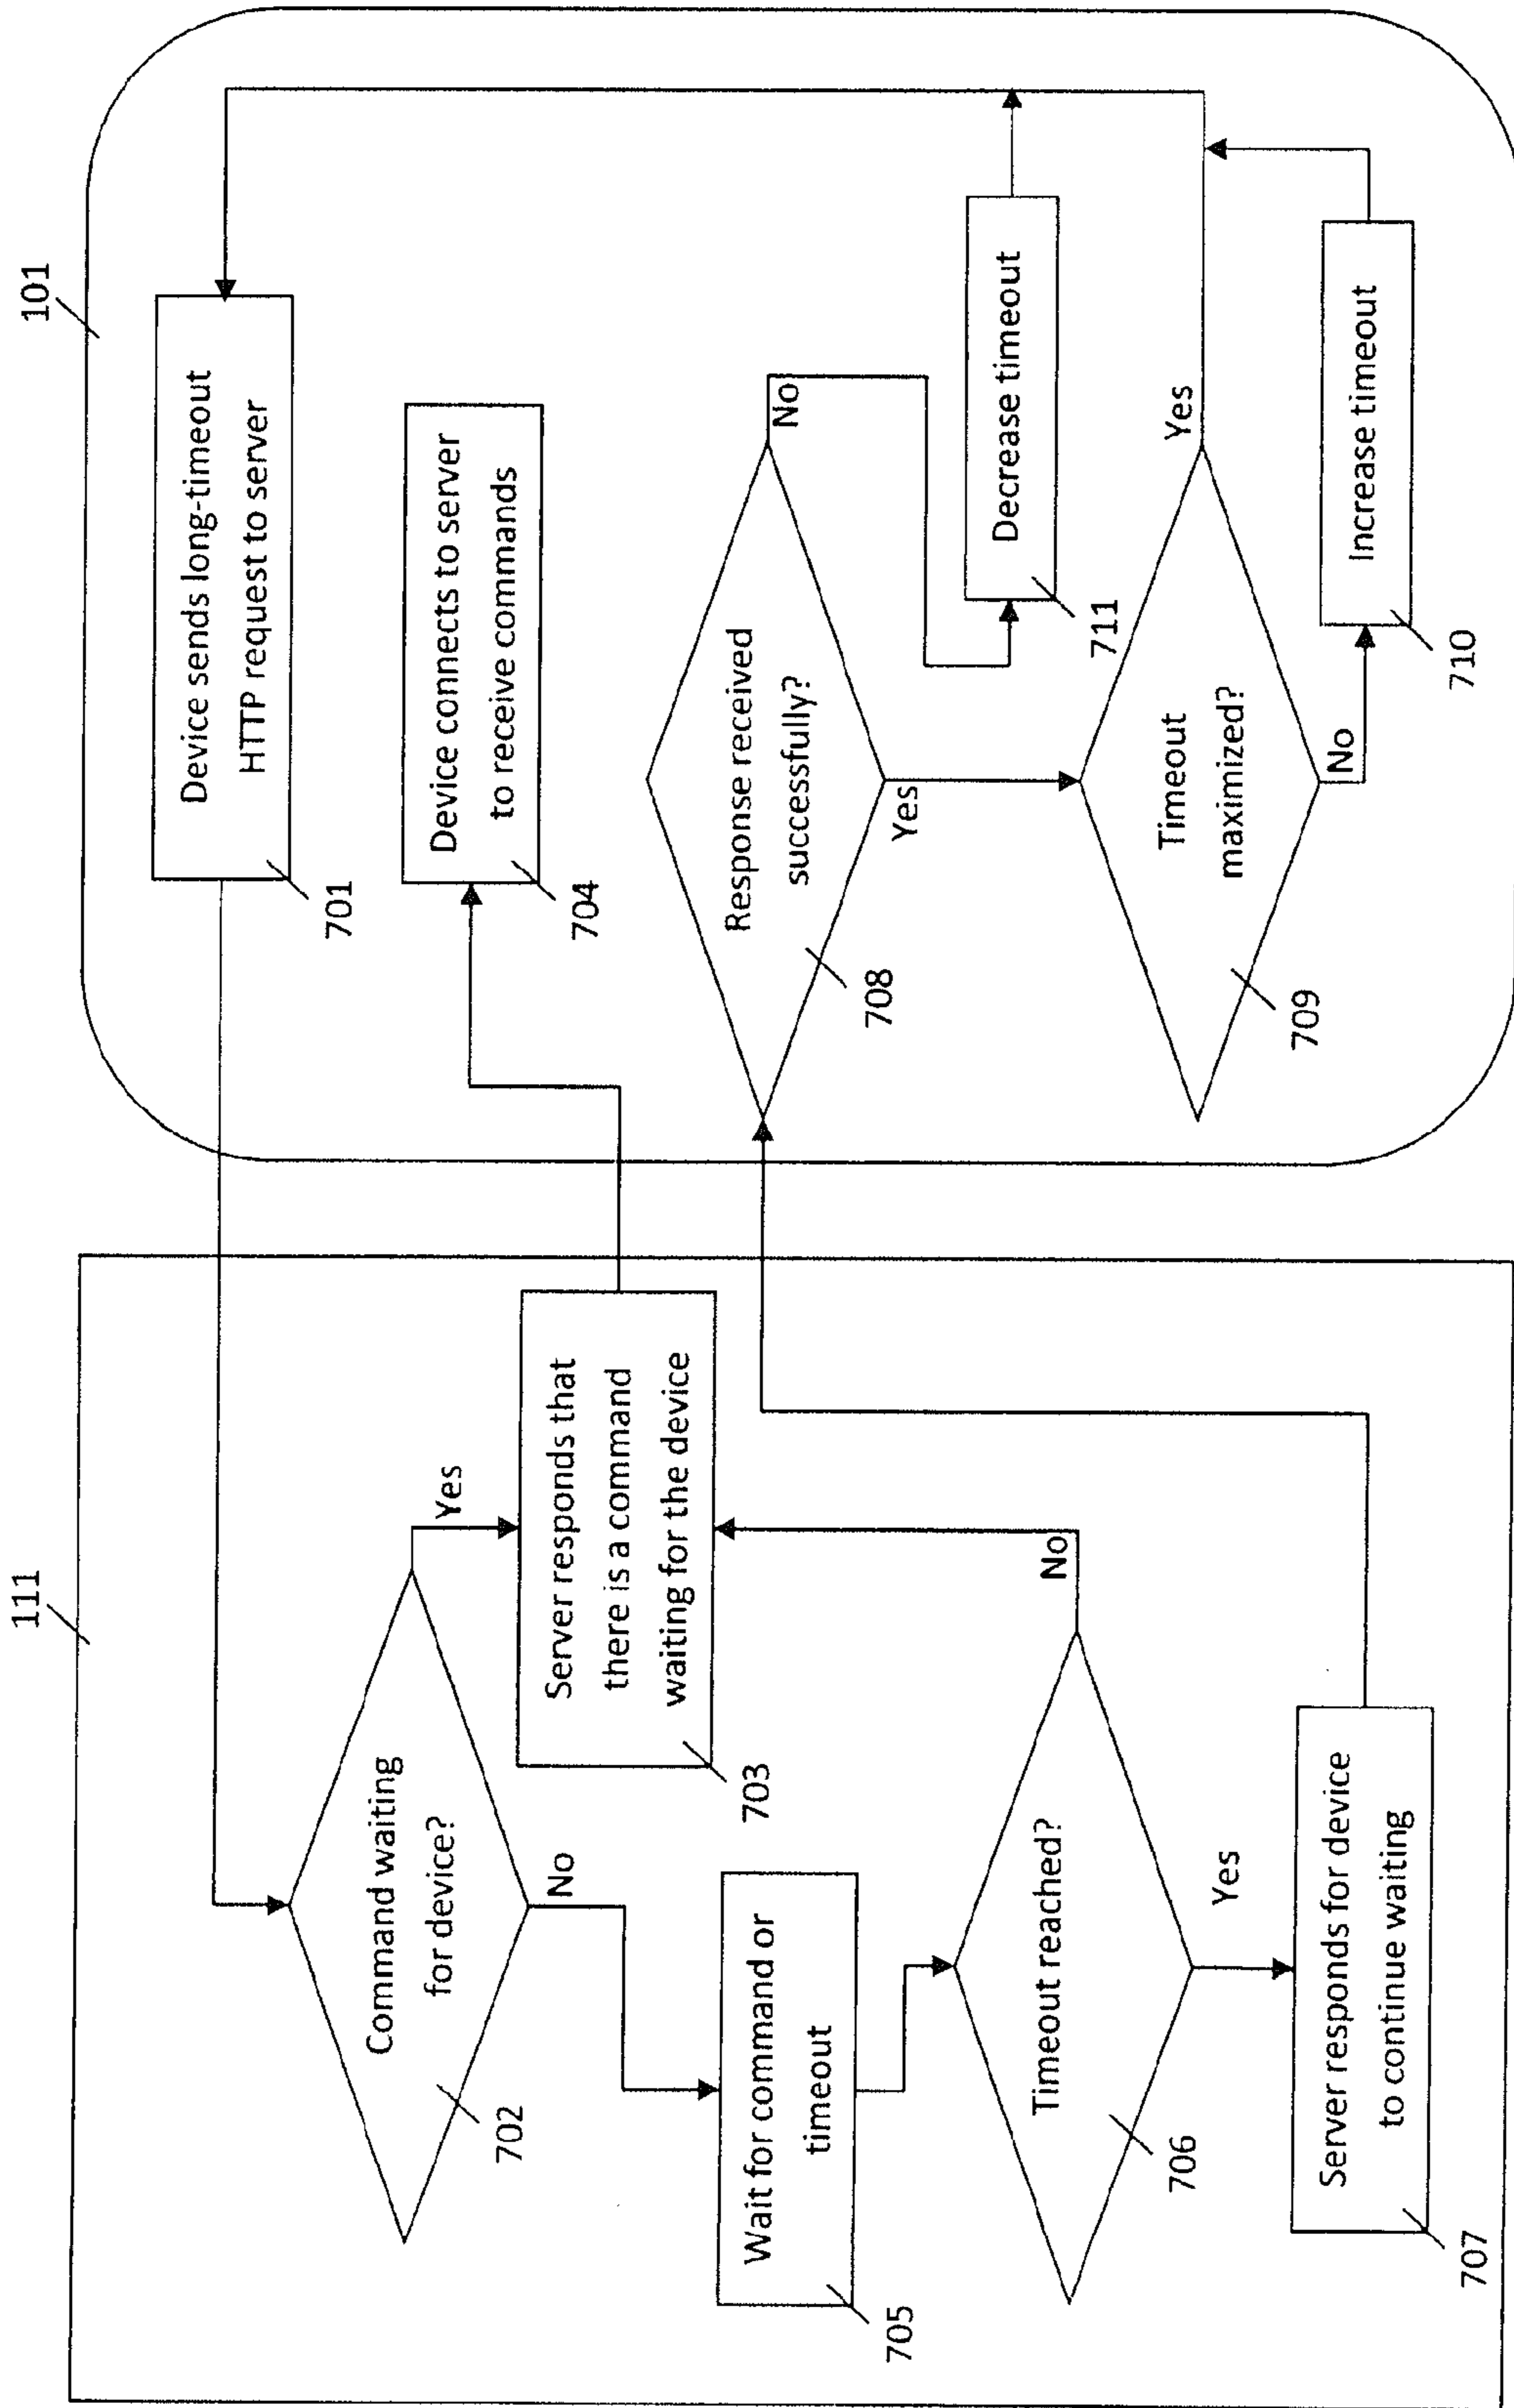 111
Command waiting
for device?
702
Yes
No
Server responds that
there is a command
waiting for the device
703
Wait for command or
timeout
705
Timeout reached?
706
No
Yes
Server responds for device
to continue waiting
707
101
Device sends long-timeout
HTTP request to server
701
Device connects to server
to receive commands
704
Response received
successfully?
708
No
Yes
Decrease timeout
711
Timeout
maximized?
709
Yes
No
Increase timeout
710